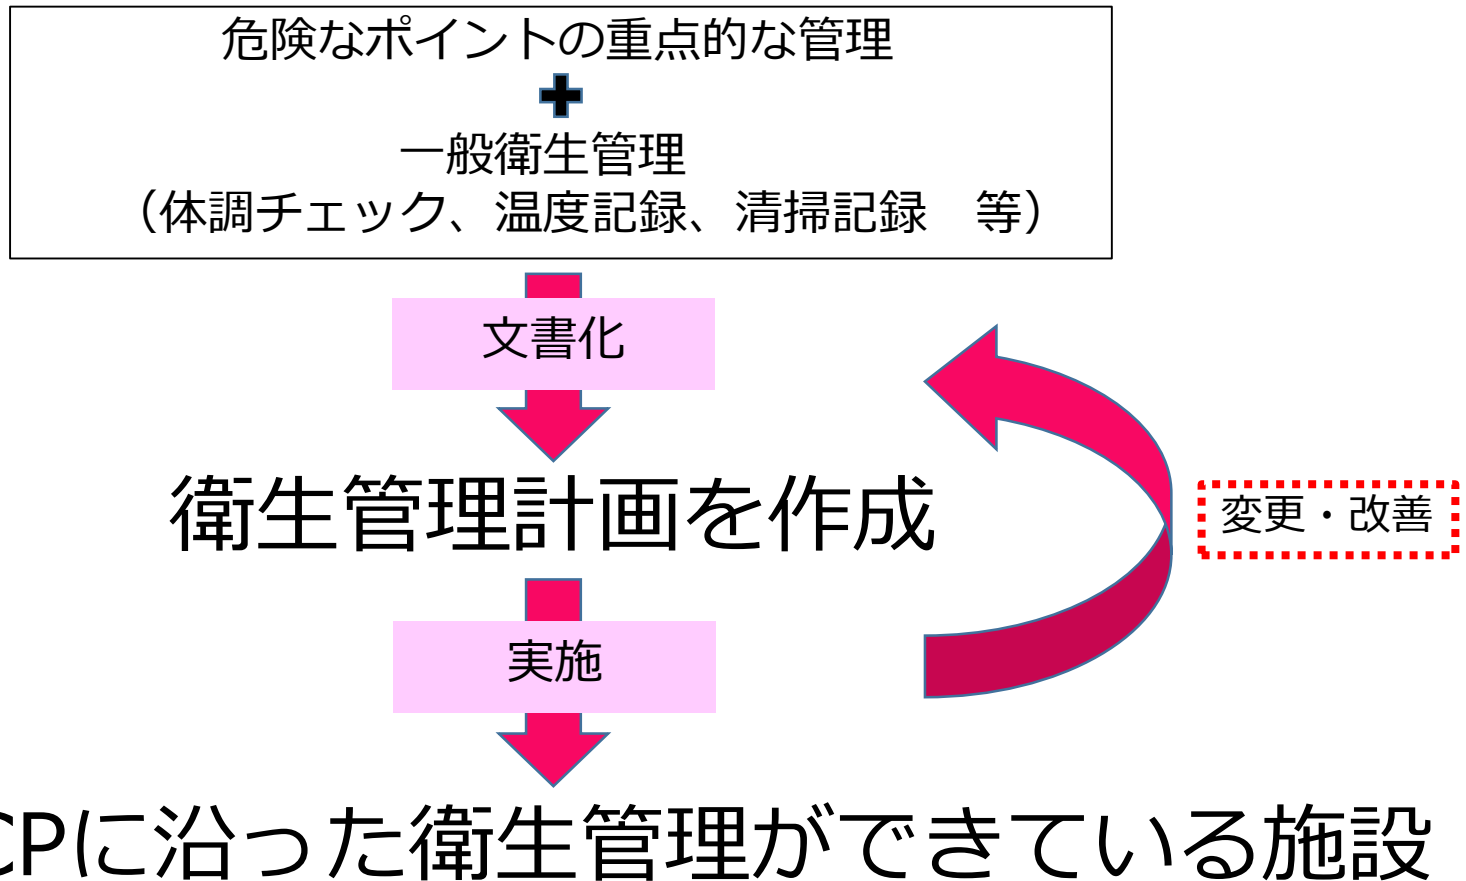 危険なポイントの重点的な管理
一般衛生管理
（体調チェック、温度記録、清掃記録　等）
文書化
衛生管理計画を作成
変更・改善
実施
CPに沿った衛生管理ができている施設